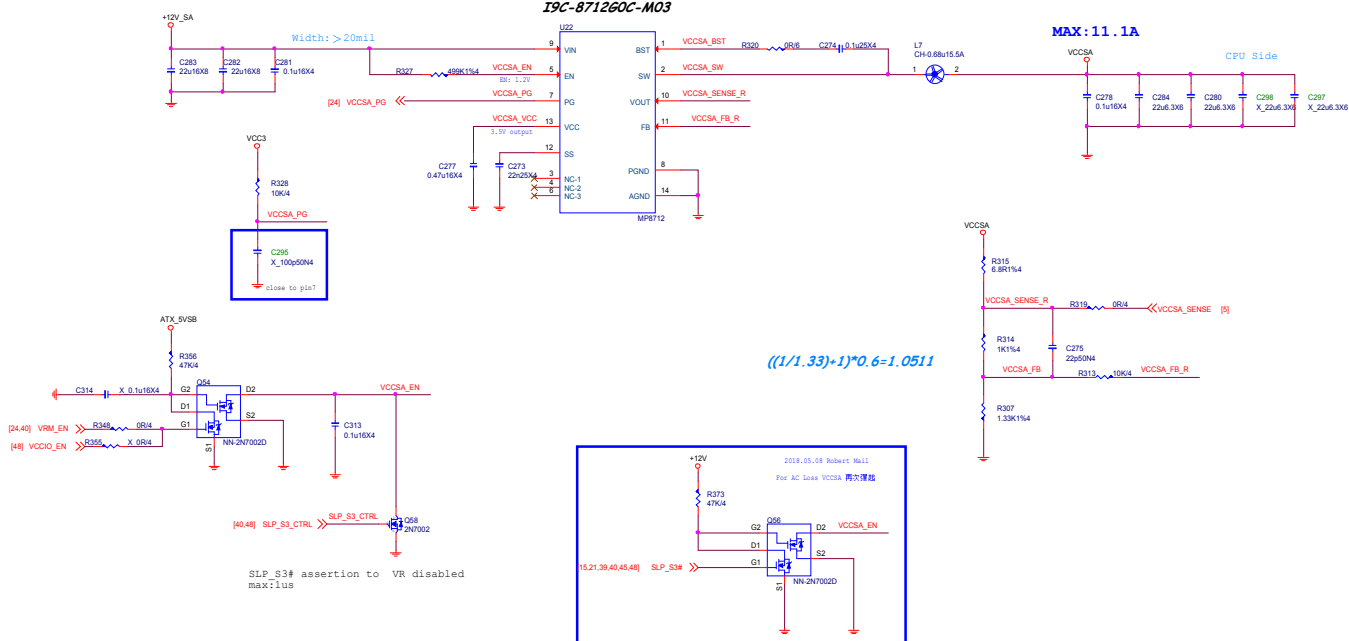 I9C-8712G0C-M03
+12V_SA
Width:＞20mil
C283
22u16X8
C282
22u16X8
C281
0.1u16X4
R327
499K1%4
VCCSA_EN
EN: 1.2V
[24] VCCSA_PG
VCCSA_PG
VCCSA_VCC
3.5V output
C277
0.47u16X4
C273
22n25X4
U22
9
VIN
5
EN
7
PG
13
VCC
12
SS
3
NC-1
4
NC-2
6
NC-3
BST
1
SW
2
VOUT
10
FB
11
PGND
8
AGND
14
MP8712
VCCSA_BST
R320
0R/6
C274
0.1u25X4
VCCSA_SW
VCCSA_SENSE_R
VCCSA_FB_R
L7
CH-0.68u15.5A
1
2
MAX:11.1A
VCCSA
CPU Side
C278
0.1u16X4
C284
22u6.3X6
C280
22u6.3X6
C298
X_22u6.3X6
C297
X_22u6.3X6
VCC3
R328
10K/4
VCCSA_PG
C295
X_100p50N4
close to pin7
VCCSA
R315
6.8R1%4
VCCSA_SENSE_R
R319
0R/4
VCCSA_SENSE [5]
R314
1K1%4
C275
22p50N4
VCCSA_FB
R313
10K/4
VCCSA_FB_R
R307
1.33K1%4
((1/1.33)+1)*0.6=1.0511
ATX_5VSB
R356
47K/4
C314
X_0.1u16X4
Q54
G2
D2
D1
S2
G1
S1
NN-2N7002D
[24,40] VRM_EN
R348
0R/4
[48] VCCIO_EN
R355
X_0R/4
VCCSA_EN
C313
0.1u16X4
[40,48] SLP_S3_CTRL
SLP_S3_CTRL
Q58
2N7002
SLP_S3# assertion to VR disabled
max:1us
+12V
2018.05.08 Robert Mail
For AC Loss VCCSA 再次彈起
R373
47K/4
Q56
G2
D2
VCCSA_EN
D1
S2
15,21,39,40,45,48] SLP_S3#
G1
S1
NN-2N7002D